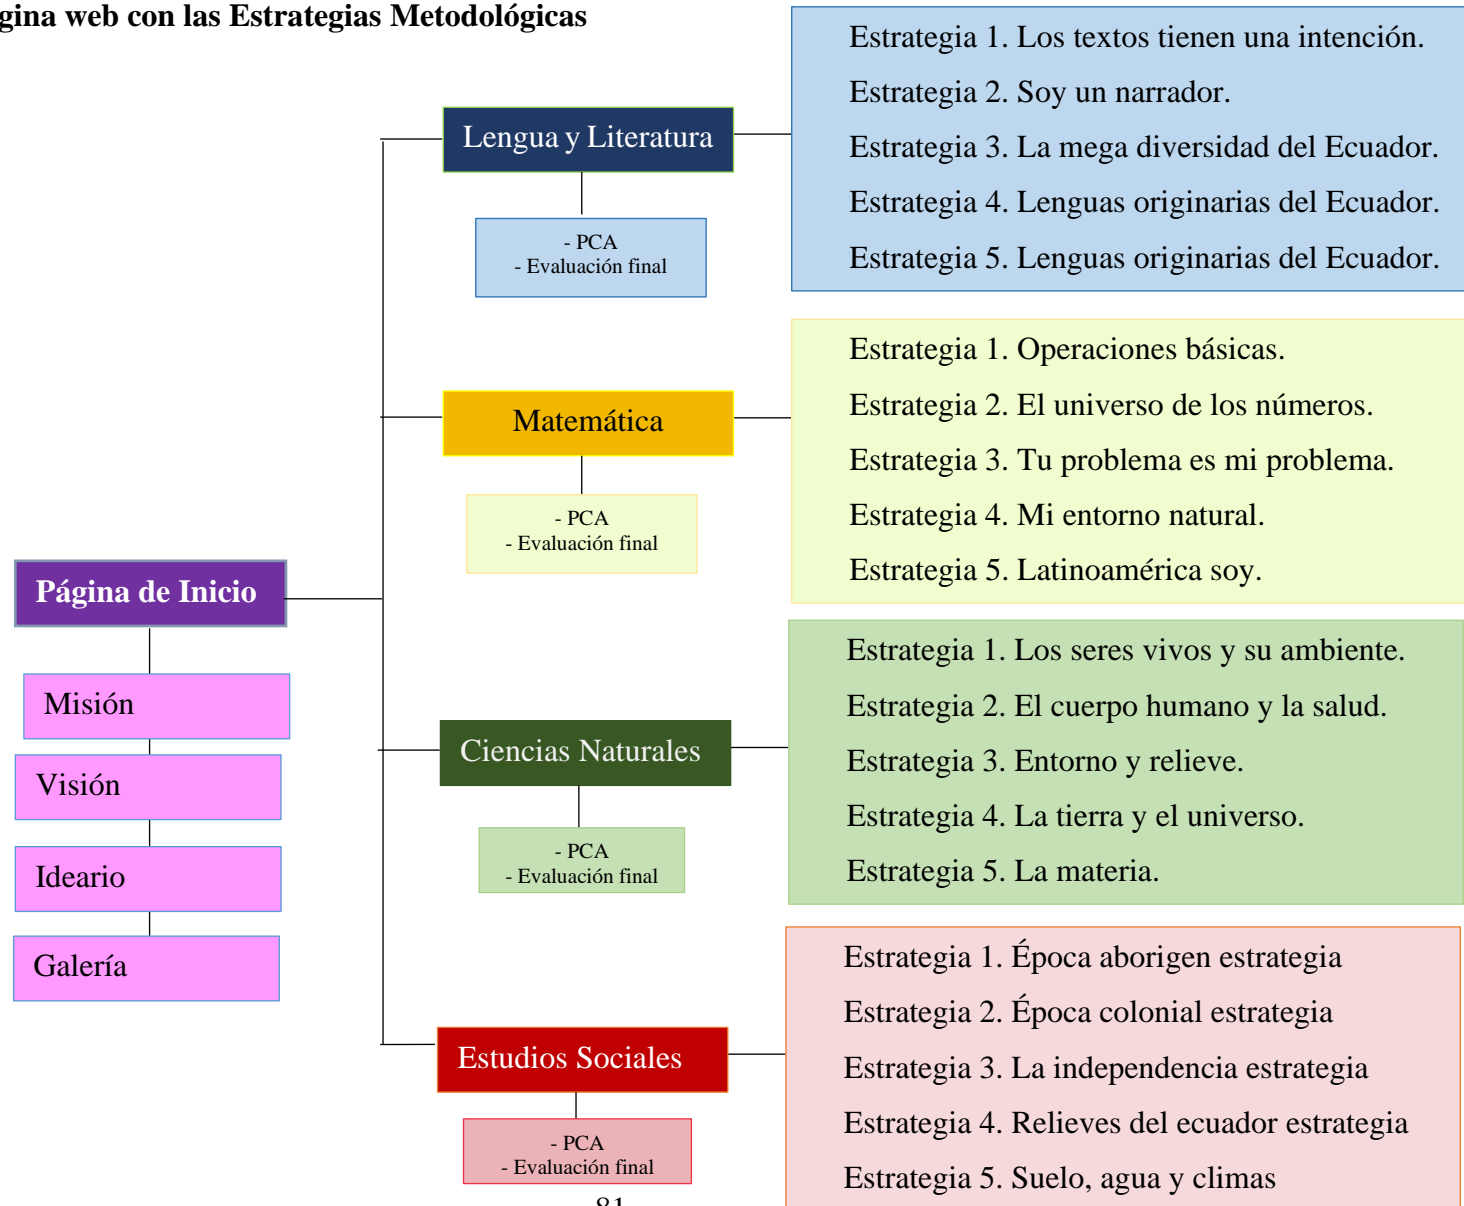 gina web con las Estrategias Metodológicas
Lengua y Literatura
- PCA
- Evaluación final
Estrategia 1. Los textos tienen una intención.
Estrategia 2. Soy un narrador.
Estrategia 3. La mega diversidad del Ecuador.
Estrategia 4. Lenguas originarias del Ecuador.
Estrategia 5. Lenguas originarias del Ecuador.
Matemática
- PCA
- Evaluación final
Estrategia 1. Operaciones básicas.
Estrategia 2. El universo de los números.
Estrategia 3. Tu problema es mi problema.
Estrategia 4. Mi entorno natural.
Estrategia 5. Latinoamérica soy.
Página de Inicio
Misión
Visión
Ideario
Galería
Ciencias Naturales
- PCA
- Evaluación final
Estrategia 1. Los seres vivos y su ambiente.
Estrategia 2. El cuerpo humano y la salud.
Estrategia 3. Entorno y relieve.
Estrategia 4. La tierra y el universo.
Estrategia 5. La materia.
Estudios Sociales
- PCA
- Evaluación final
Estrategia 1. Época aborigen estrategia
Estrategia 2. Época colonial estrategia
Estrategia 3. La independencia estrategia
Estrategia 4. Relieves del ecuador estrategia
Estrategia 5. Suelo, agua y climas
81